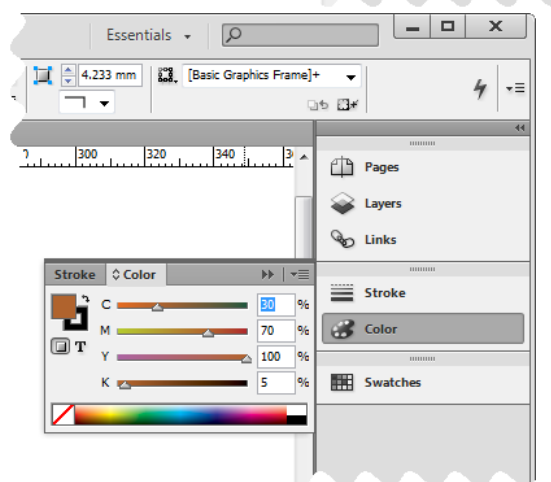 Essentials
4.233 mm
[Basic Graphics Frame]+
300 320 340
Pages
Layers
Links
Stroke
Color
Swatches
Stroke Color
C 30 %
M 70 %
T
Y 100 %
K 5 %